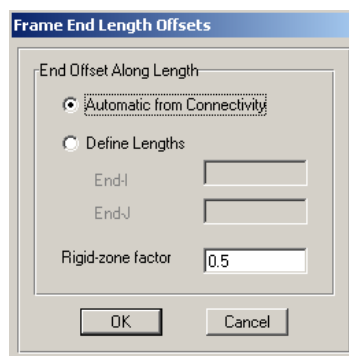 Frame End Length Offsets
End Offset Along Length
Automatic from Connectivity
Define Lengths
End-I
End-J
Rigid-zone factor 0.5
OK Cancel